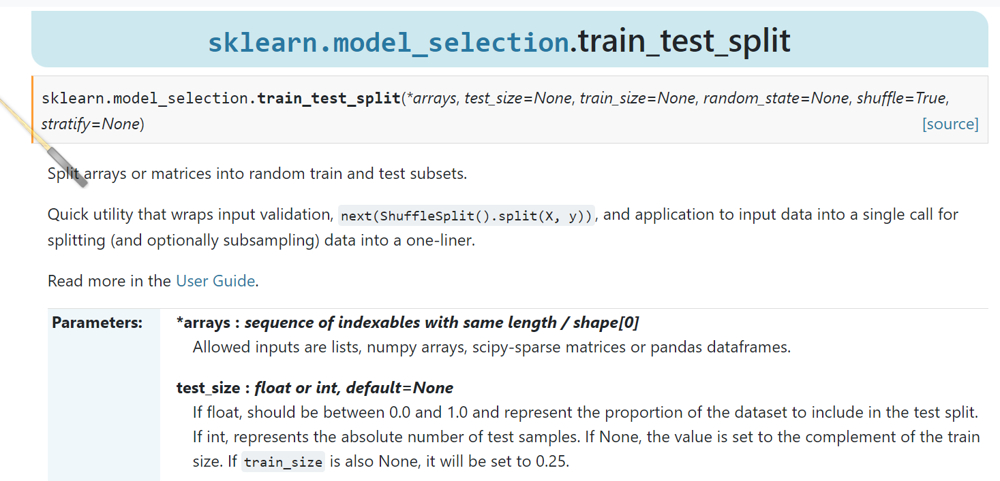 sklearn.model_selection.train_test_split
sklearn.model_selection.train_test_split(*arrays, test_size=None, train_size=None, random_state=None, shuffle=True,
stratify=None)
[source]
Split arrays or matrices into random train and test subsets.
Quick utility that wraps input validation, next(ShuffleSplit().split(X, y)), and application to input data into a single call for
splitting (and optionally subsampling) data into a one-liner.
Read more in the User Guide.
Parameters:
*arrays : sequence of indexables with same length / shape[0]
Allowed inputs are lists, numpy arrays, scipy-sparse matrices or pandas dataframes.
test_size : float or int, default=None
If float, should be between 0.0 and 1.0 and represent the proportion of the dataset to include in the test split.
If int, represents the absolute number of test samples. If None, the value is set to the complement of the train
size. If train_size is also None, it will be set to 0.25.